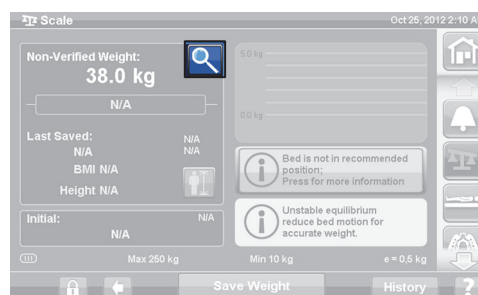 Scale
Oct 25, 2012 2:10 A
Non-Verified Weight:
38.0 kg
N/A
Last Saved:
N/A
N/A
N/A
BMI N/A
Height N/A
Initial:
N/A
N/A
5.0 kg
0.0 kg
Bed is not in recommended
position;
Press for more information
Unstable equilibrium
reduce bed motion for
accurate weight.
Max 250 kg
Min 10 kg
e = 0,5 kg
Save Weight
History
?